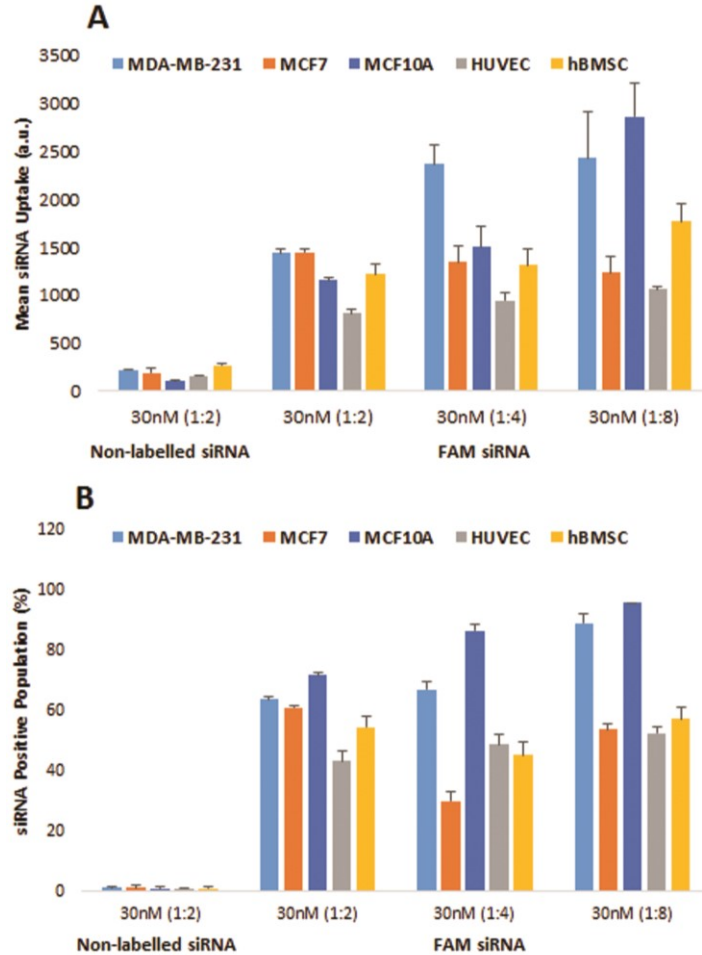 A
3500
MDA-MB-231 MCF7 MCF10A HUVEC hBMSC
3000
2500
2000
1500
1000
500
0
Mean siRNA Uptake (a.u.)
30nM (1:2) 30nM (1:2) 30nM (1:4) 30nM (1:8)
Non-labelled siRNA FAM siRNA
B
120
MDA-MB-231 MCF7 MCF10A HUVEC hBMSC
100
80
60
40
20
0
siRNA Positive Population (%)
30nM (1:2) 30nM (1:2) 30nM (1:4) 30nM (1:8)
Non-labelled siRNA FAM siRNA